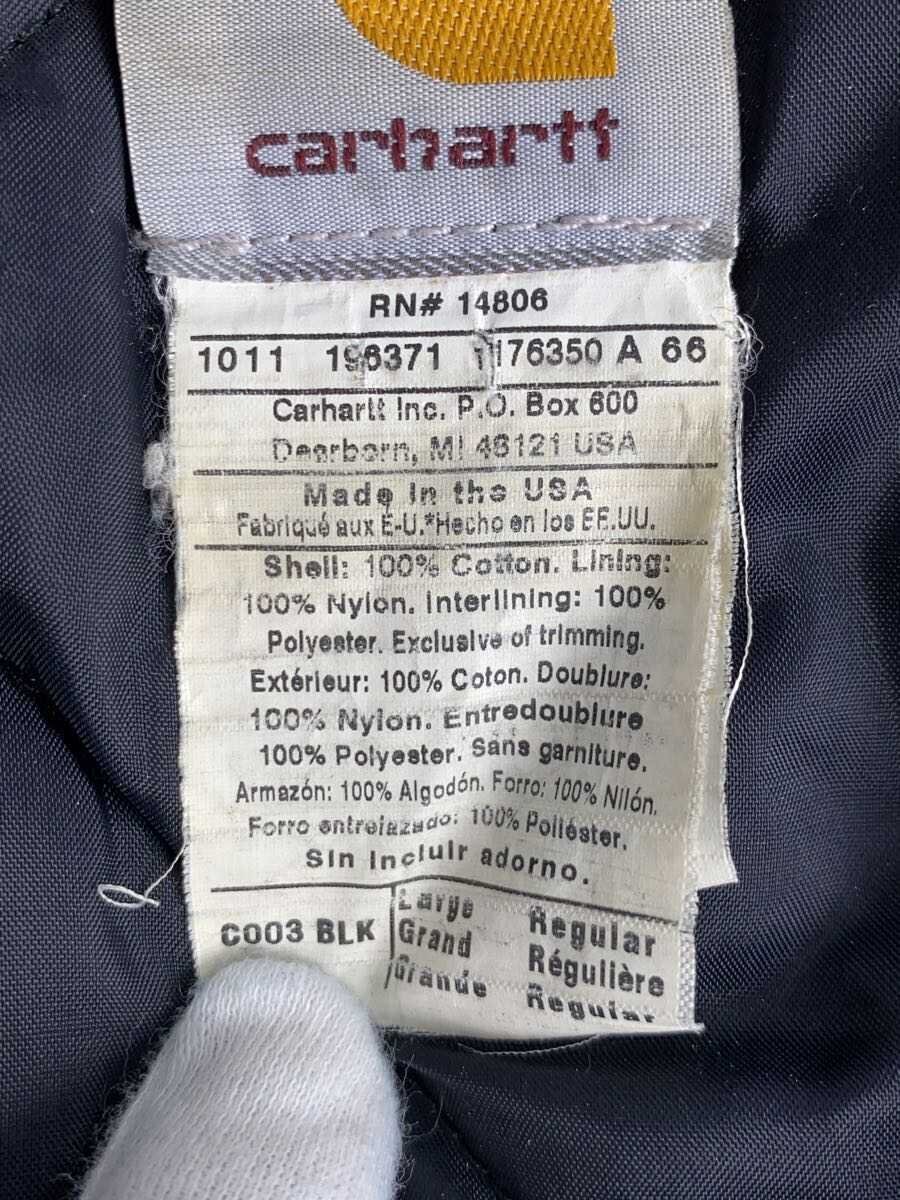 carhartt
RN# 14806
1011 196371 1176350 A 66
Carhartt Inc. P.O. Box 600
Dearborn, MI 48121 USA
Made in the USA
Fabriqué aux E-U.*Hecho en los EE.UU.
Shell: 100% Cotton. Lining:
100% Nylon. Interlining: 100%
Polyester. Exclusive of trimming.
Extérieur: 100% Coton. Doublure:
100% Nylon. Entredoublure
100% Polyester. Sans garniture.
Armazón: 100% Algodón. Forro: 100% Nilón.
Forro entrelazado: 100% Poliéster.
Sin incluir adorno.
C003 BLK
Large Regular
Grand Régulière
Grande Regular